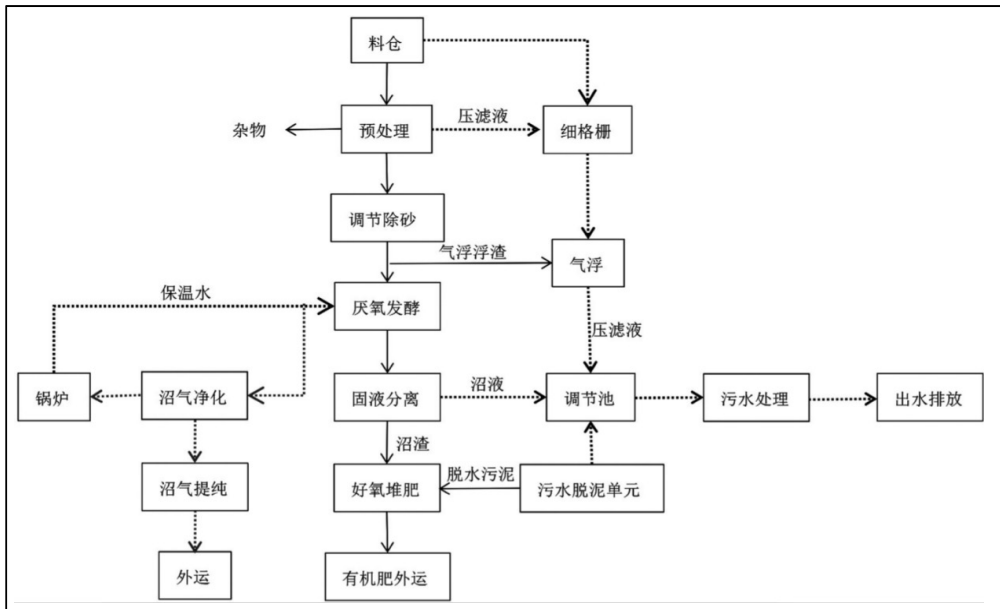 料仓
杂物
预处理
压滤液
细格栅
调节除砂
气浮浮渣
气浮
保温水
厌氧发酵
压滤液
锅炉
沼气净化
固液分离
沼液
调节池
污水处理
出水排放
沼渣
沼气提纯
好氧堆肥
脱水污泥
污水脱泥单元
外运
有机肥外运